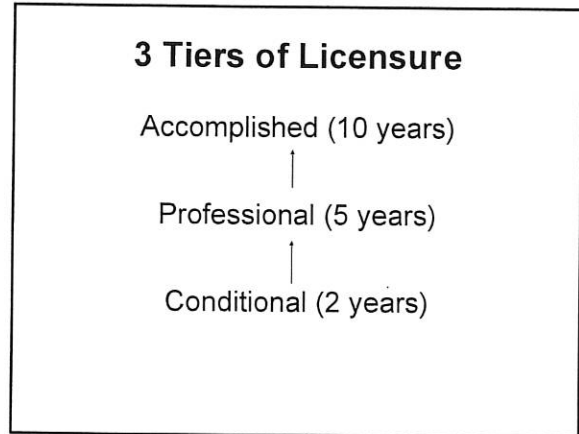 3 Tiers of Licensure
Accomplished (10 years)
Professional (5 years)
Conditional (2 years)